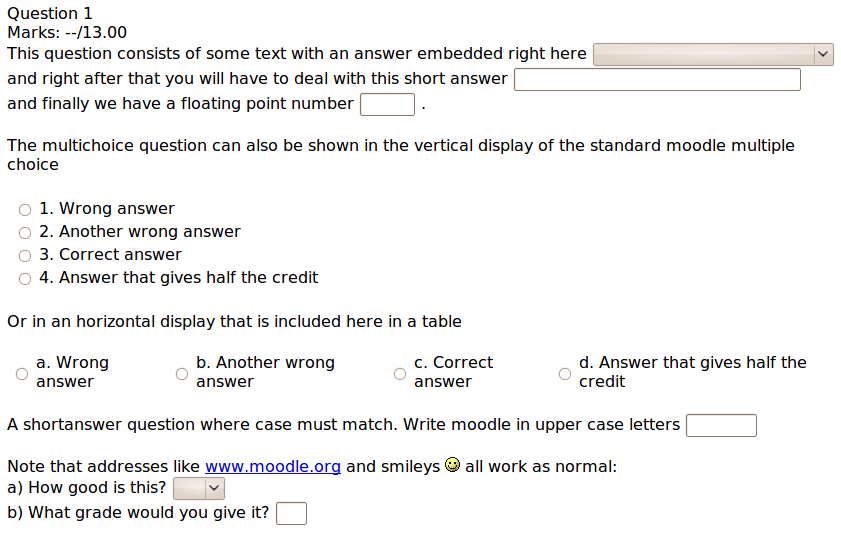 Question 1
Marks: --/13.00
This question consists of some text with an answer embedded right here
and right after that you will have to deal with this short answer
and finally we have a floating point number .
The multichoice question can also be shown in the vertical display of the standard moodle multiple
choice
1. Wrong answer
2. Another wrong answer
3. Correct answer
4. Answer that gives half the credit
Or in an horizontal display that is included here in a table
a. Wrong
answer
b. Another wrong
answer
c. Correct
answer
d. Answer that gives half the
credit
A shortanswer question where case must match. Write moodle in upper case letters
Note that addresses like www.moodle.org and smileys all work as normal:
a) How good is this?
b) What grade would you give it?